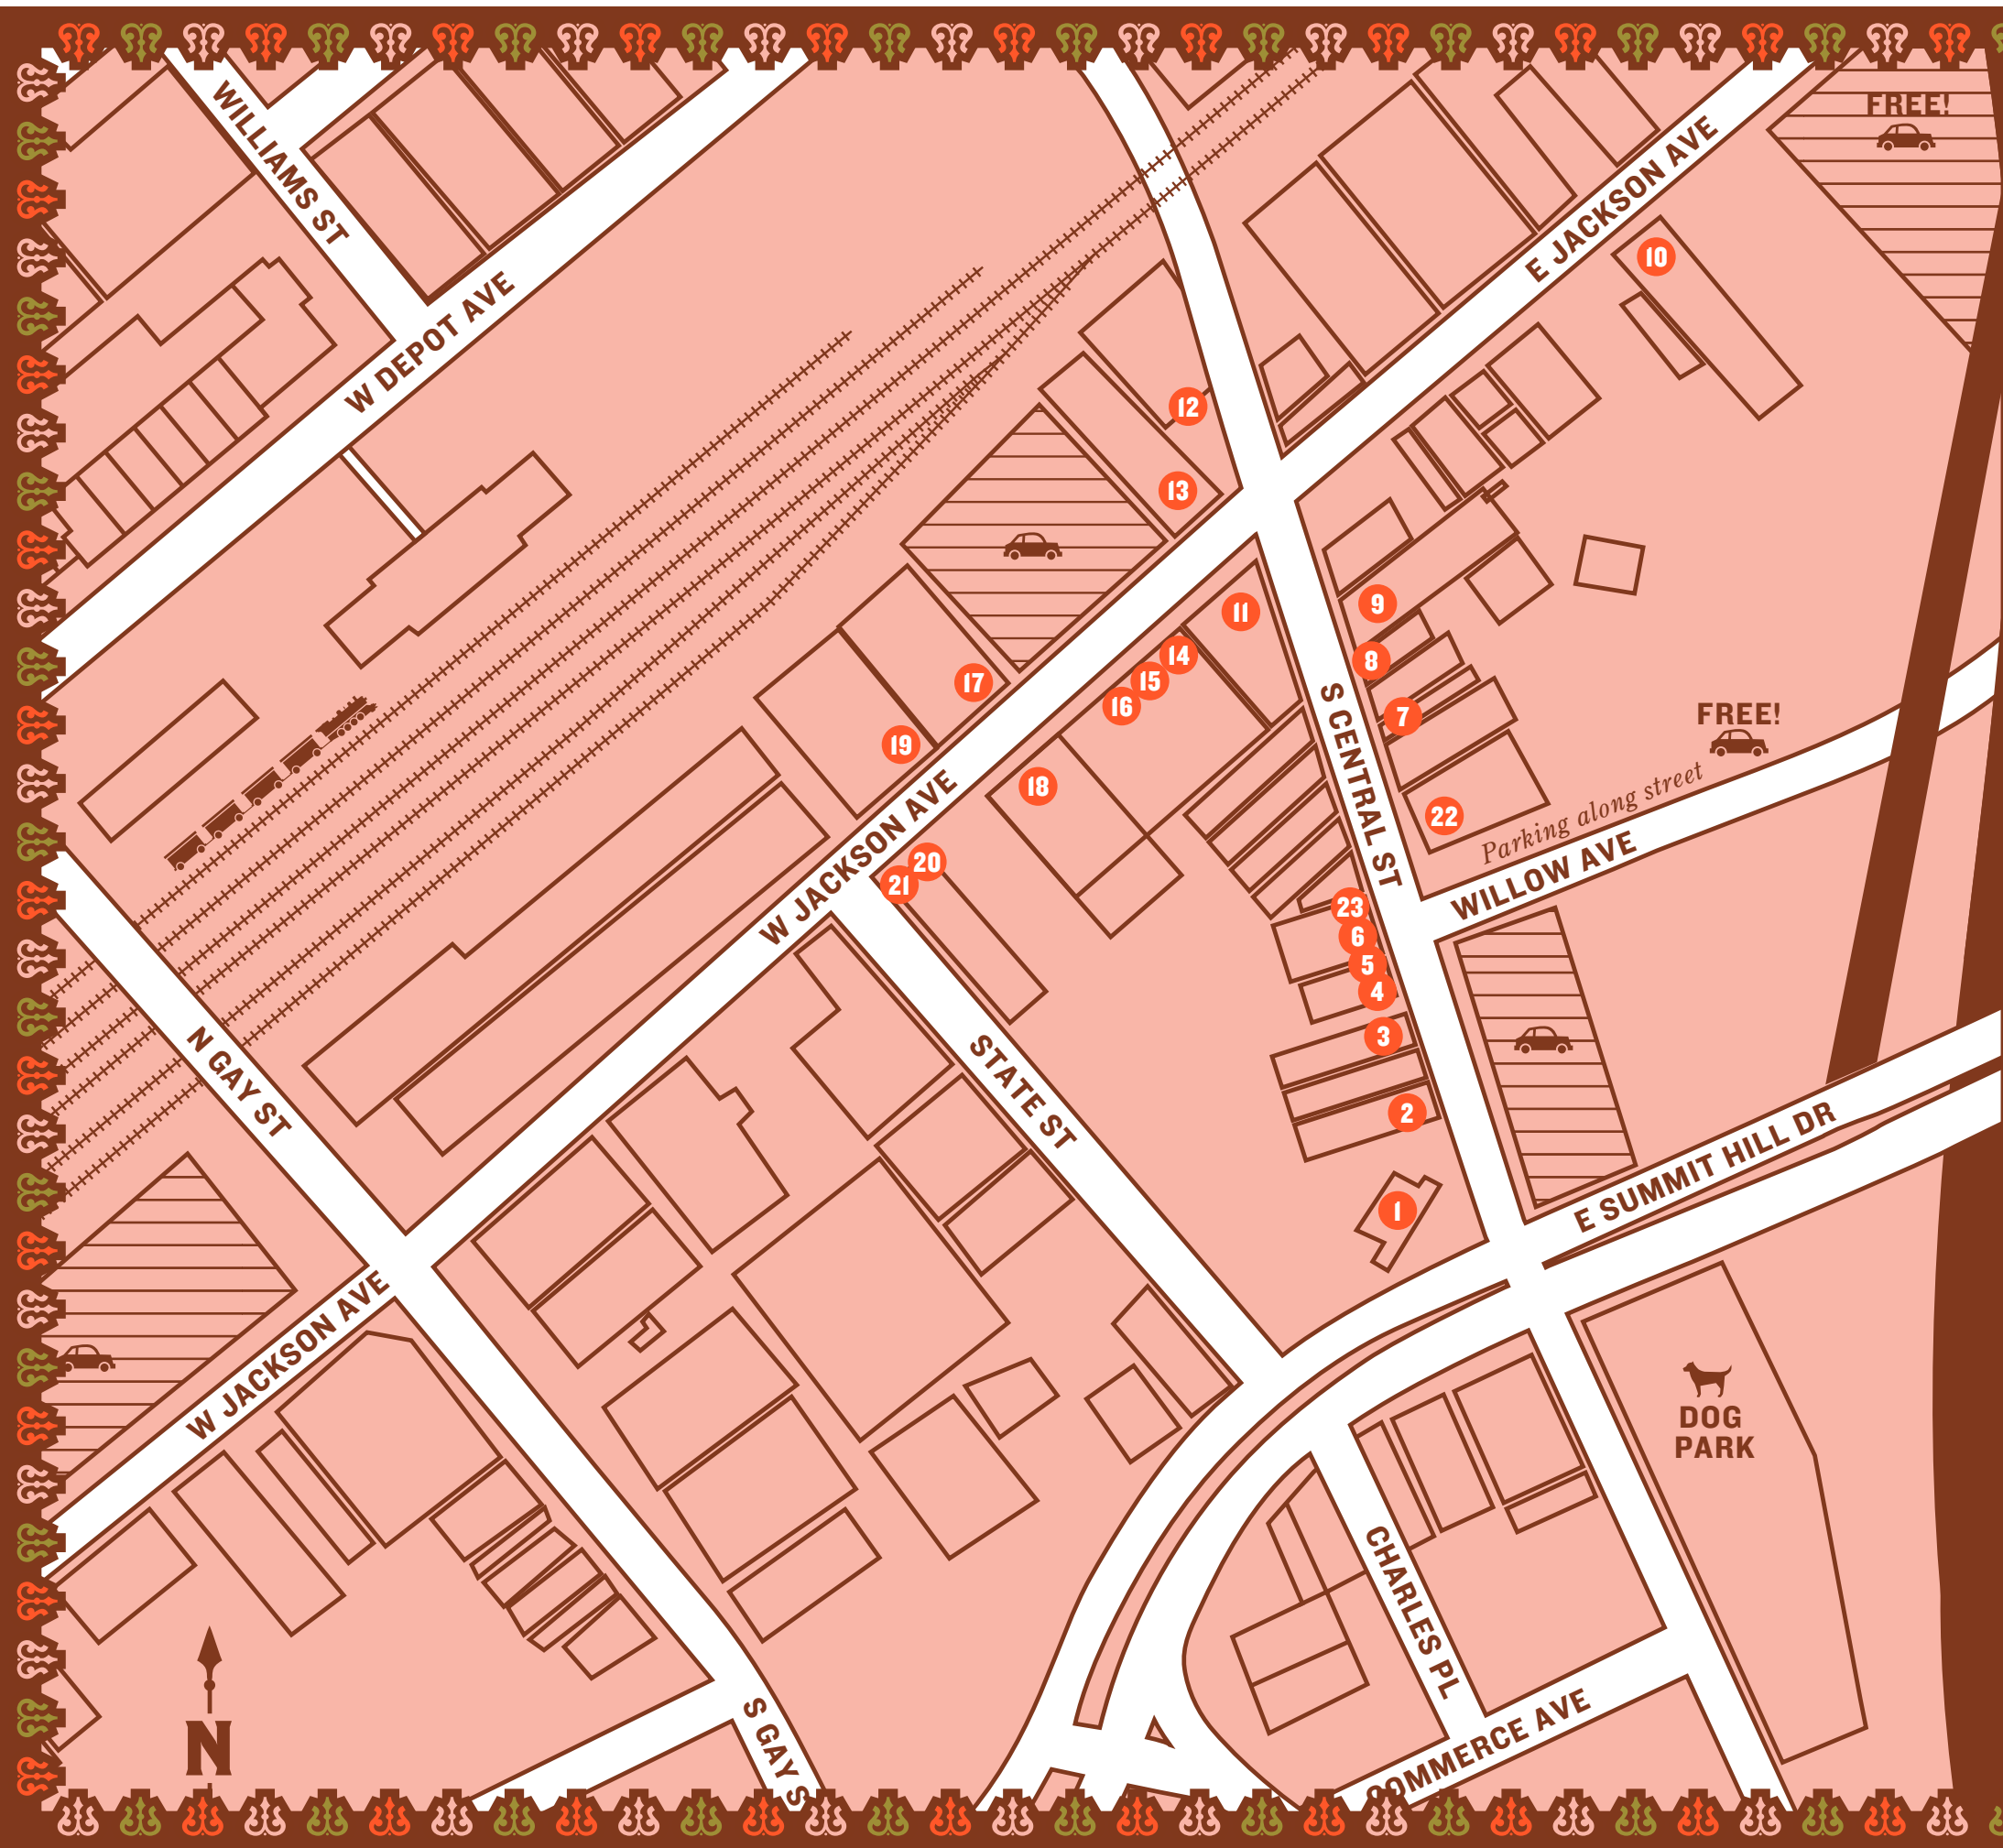 WILLIAMS ST
FREE!
E JACKSON AVE
10
W DEPOT AVE
12
13
9
11
14
8
15
17
16
7
S CENTRAL ST
FREE!
19
18
22
Parking along street
W JACKSON AVE
20
21
WILLOW AVE
23
6
5
4
3
N GAY ST
STATE ST
2
E SUMMIT HILL DR
1
W JACKSON AVE
DOG
PARK
CHARLES PL
N
S GAY S
COMMERCE AVE